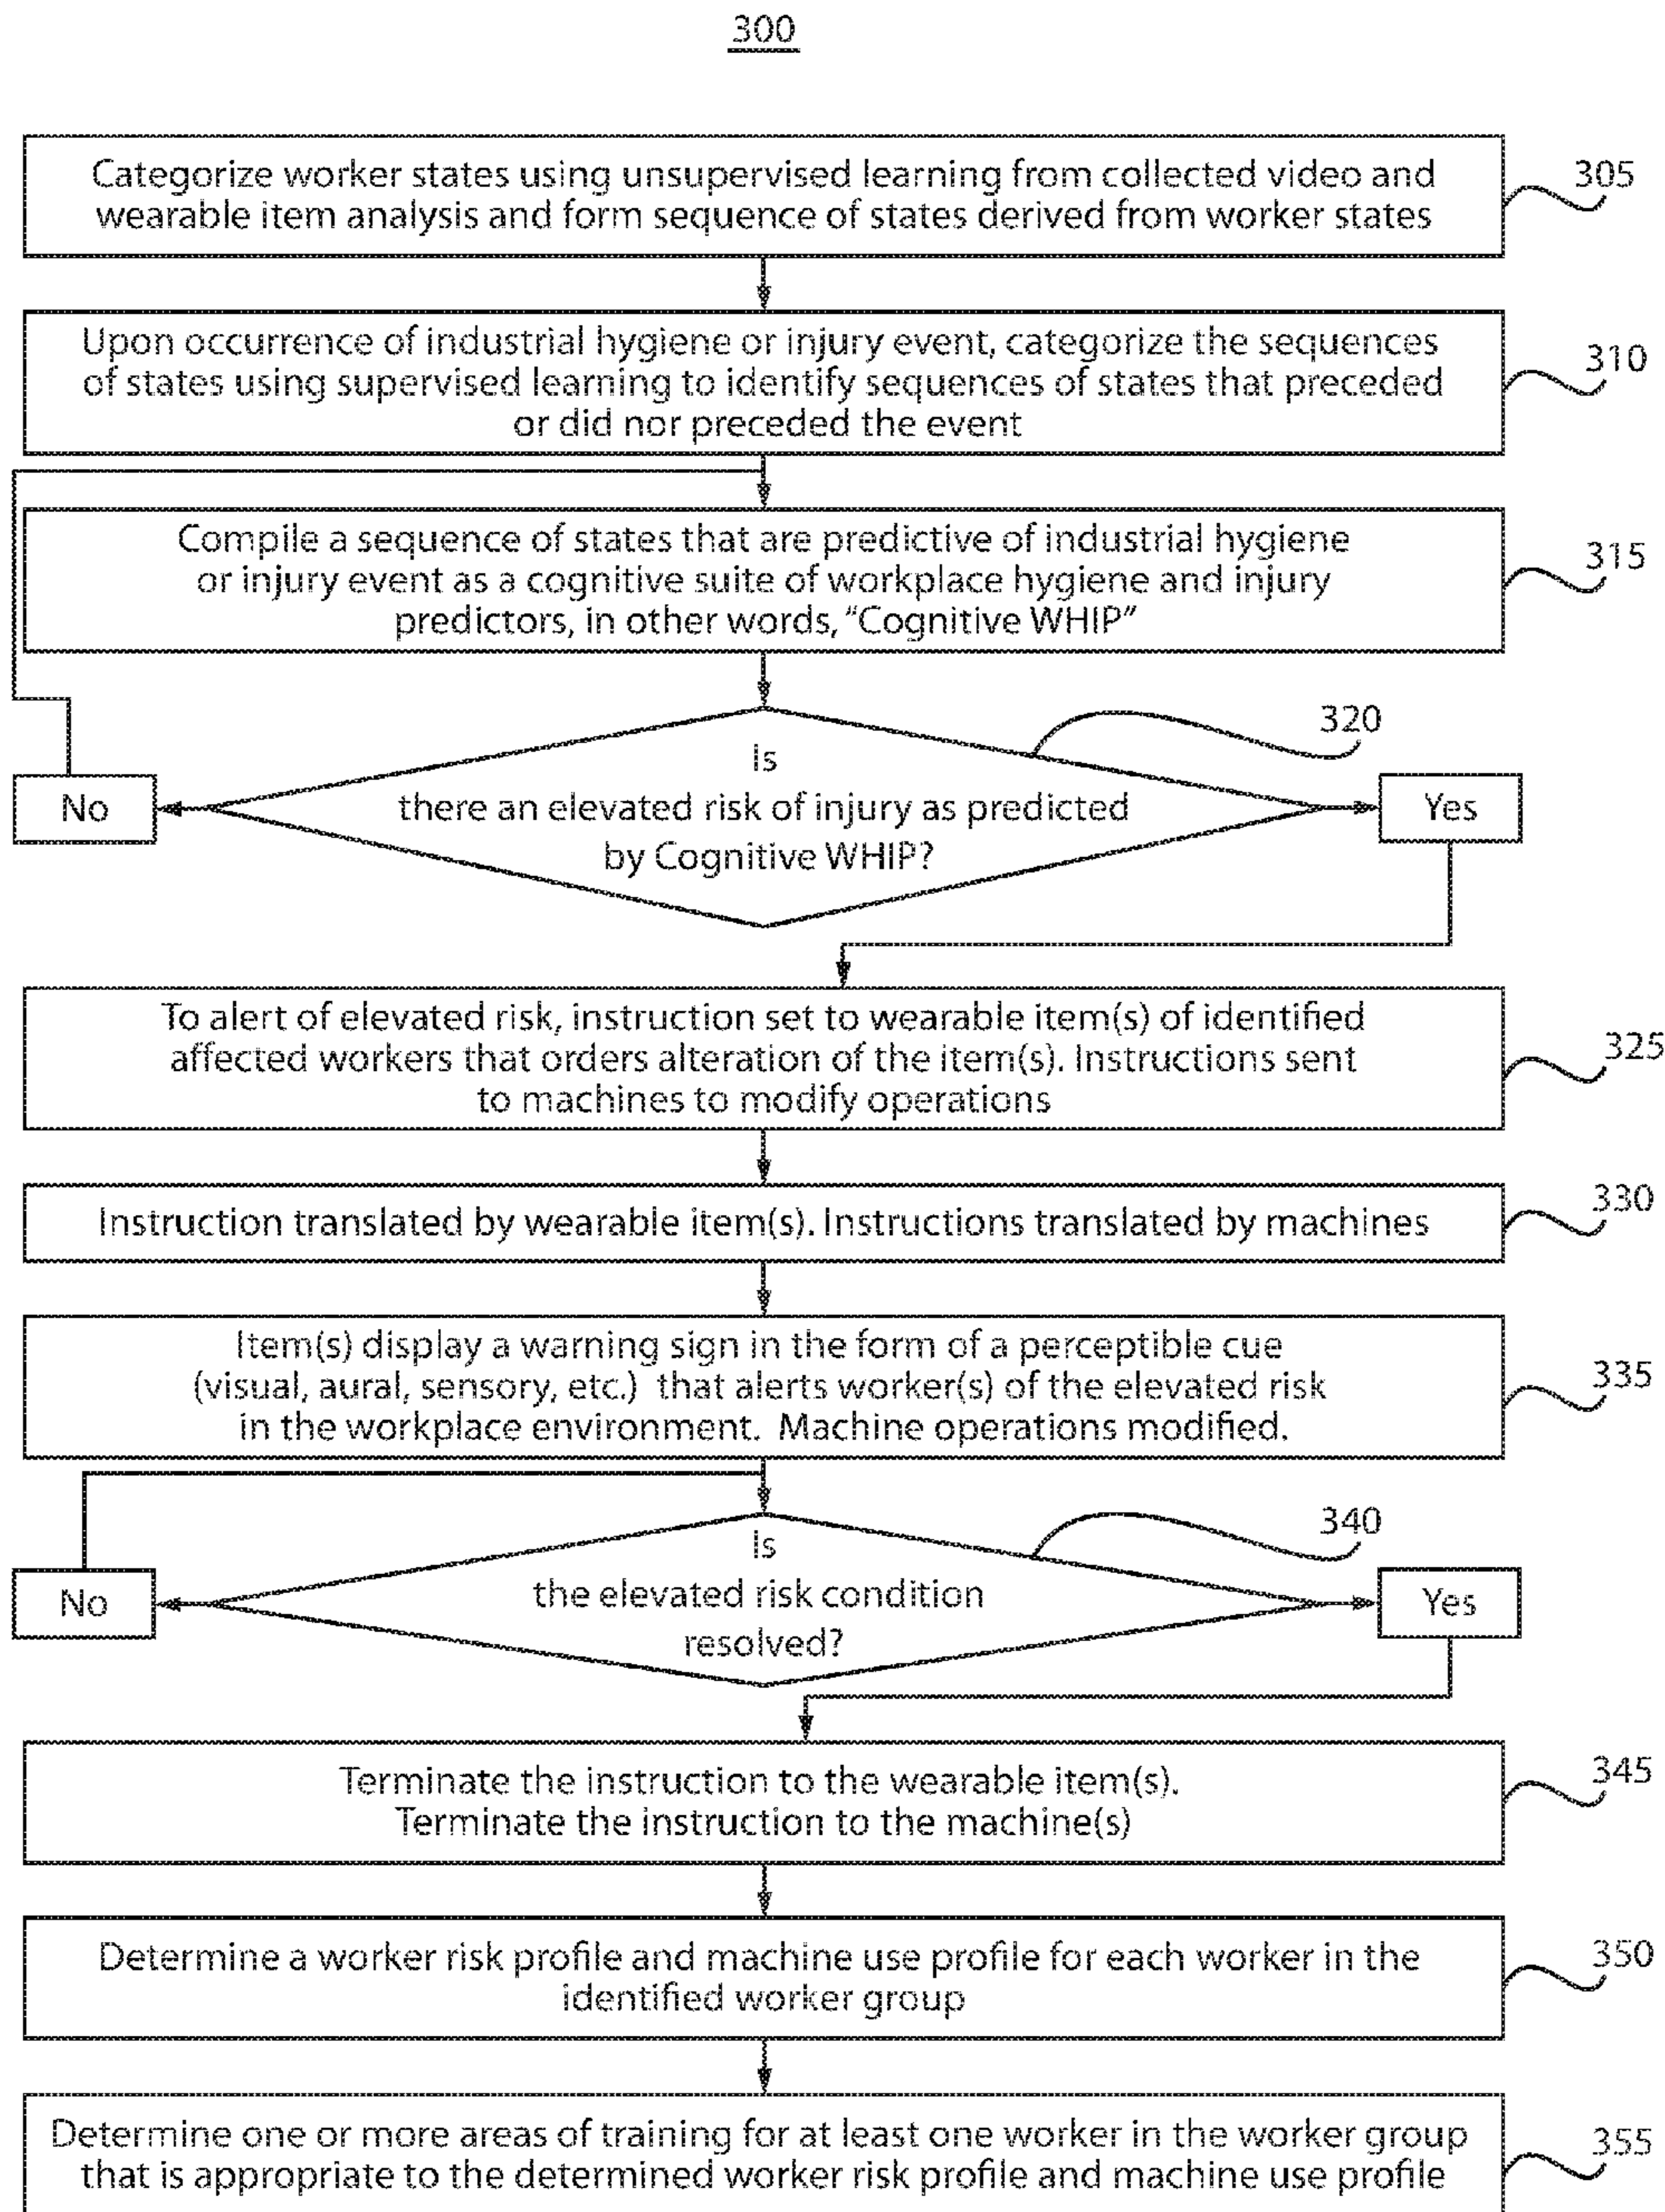 300
Categorize worker states using unsupervised learning from collected video and
wearable item analysis and form sequence of states derived from worker states
305
Upon occurrence of industrial hygiene or injury event, categorize the sequences
of states using supervised learning to identify sequences of states that preceded
or did nor preceded the event
310
Compile a sequence of states that are predictive of industrial hygiene
or injury event as a cognitive suite of workplace hygiene and injury
predictors, in other words, "Cognitive WHIP"
315
320
Is
there an elevated risk of injury as predicted
by Cognitive WHIP?
No
Yes
To alert of elevated risk, instruction set to wearable item(s) of identified
affected workers that orders alteration of the item(s). Instructions sent
to machines to modify operations
325
Instruction translated by wearable item(s). Instructions translated by machines
330
Item(s) display a warning sign in the form of a perceptible cue
(visual, aural, sensory, etc.) that alerts worker(s) of the elevated risk
in the workplace environment. Machine operations modified.
335
340
Is
the elevated risk condition
resolved?
No
Yes
Terminate the instruction to the wearable item(s).
Terminate the instruction to the machine(s)
345
Determine a worker risk profile and machine use profile for each worker in the
identified worker group
350
Determine one or more areas of training for at least one worker in the worker group
that is appropriate to the determined worker risk profile and machine use profile
355